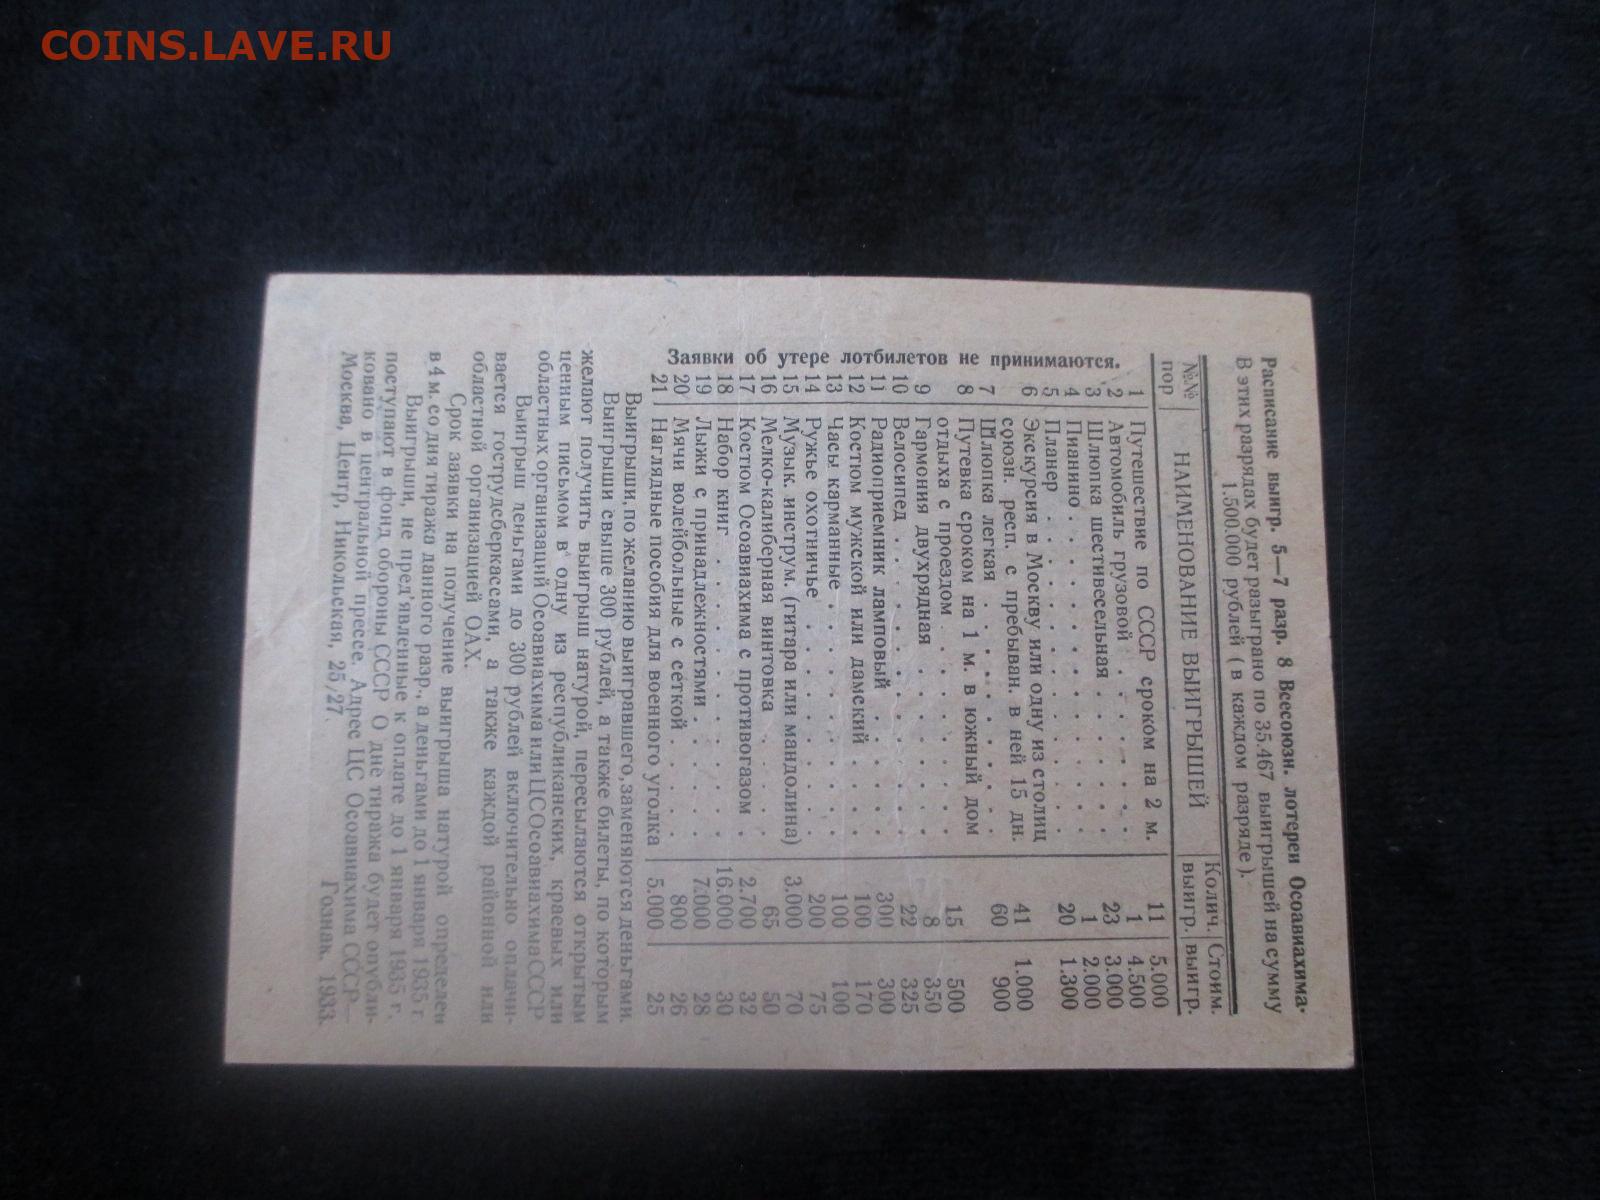 COINS.LAVE.RU
Расписание выигр. 5—7 разр. 8 Весоюзн. лотереи Осоавиахима.
В этих разрядах будет разыграно по 35.467 выигрышей на сумму
1.500.000 рублей (в каждом разряде).
№№ пор НАИМЕНОВАНИЕ ВЫИГРЫШЕЙ Колич. выигр. Стоим. выигр.
1 Путешествие по СССР сроком на 2 м. 11 5.000
2 Автомобиль грузовой . . . . . . 1 4.500
3 Шлюпка шестивесельная . . . . . 23 3.000
4 Пианино . . . . . . . . . 1 2.000
5 Планер . . . . . . . . . . 20 1.300
6 Экскурсия в Москву или одну из столиц
союзн. респ. с пребыван. в ней 15 дн. 41 1.000
7 Шлюпка легкая . . . . . . . 60 900
8 Путевка сроком на 1 м. в южный дом
отдыха с проездом . . . . . . 15 500
9 Гармония двухрядная . . . . . 8 350
10 Велосипед . . . . . . . . . 22 325
11 Радиоприемник ламповый . . . . 300 300
12 Костюм мужской или дамский . . . 100 170
13 Часы карманные . . . . . . . 100 100
14 Ружье охотничье . . . . . . . 200 75
15 Музык. инструм. (гитара или мандолина) 3.000 70
16 Мелко-калиберная винтовка . . . 65 50
17 Костюм Осоавиахима с противогазом . 2.700 32
18 Набор книг . . . . . . . . 16.000 30
19 Лыжи с принадлежностями . . . . 7.000 28
20 Мячи волейбольные с сеткой . . . 800 26
21 Наглядные пособия для военного уголка 5.000 25
Заявки об утере лотбилетов не принимаются.
Выигрыши, по желанию выигравшего, заменяются деньгами.
Выигрыши свыше 300 рублей, а также билеты, по которым
желают получить выигрыш натурой, пересылаются открытым
ценным письмом в одну из республиканских, краевых или
областных организаций Осоавиахима или ЦС Осоавиахима СССР
Выигрыш деньгами до 300 рублей включительно оплачи-
вается гострудсберкассами, а также каждой районной или
областной организацией ОАХ.
Срок заявки на получение выигрыша натурой определен
в 4 м. со дня тиража данного разр., а деньгами до 1 января 1935 г.
Выигрыши, не пред'явленные к оплате до 1 января 1935 г.,
поступают в фонд обороны СССР О дне тиража будет опубли-
ковано в центральной прессе. Адрес ЦС Осоавиахима СССР—
Москва, Центр, Никольская, 25/27.
Гознак. 1933.